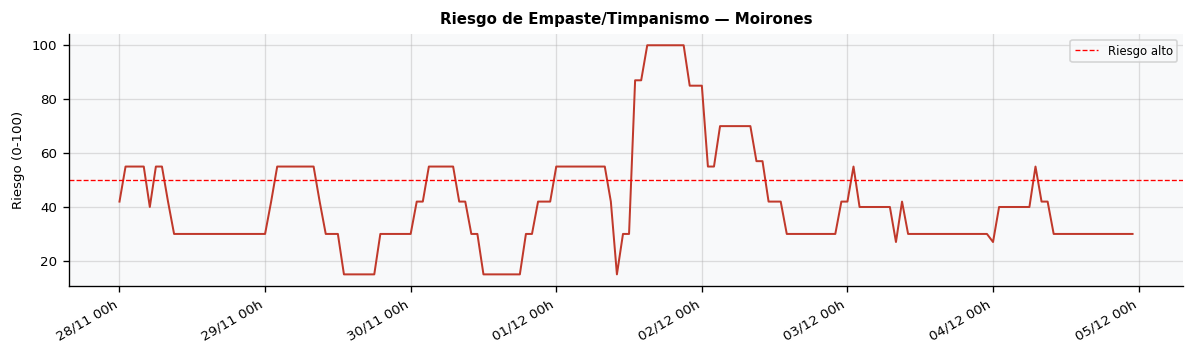 Riesgo de Empaste/Timpanismo — Moirones
Riesgo alto
Riesgo (0-100)
100
80
60
40
20
28/11 00h
29/11 00h
30/11 00h
01/12 00h
02/12 00h
03/12 00h
04/12 00h
05/12 00h